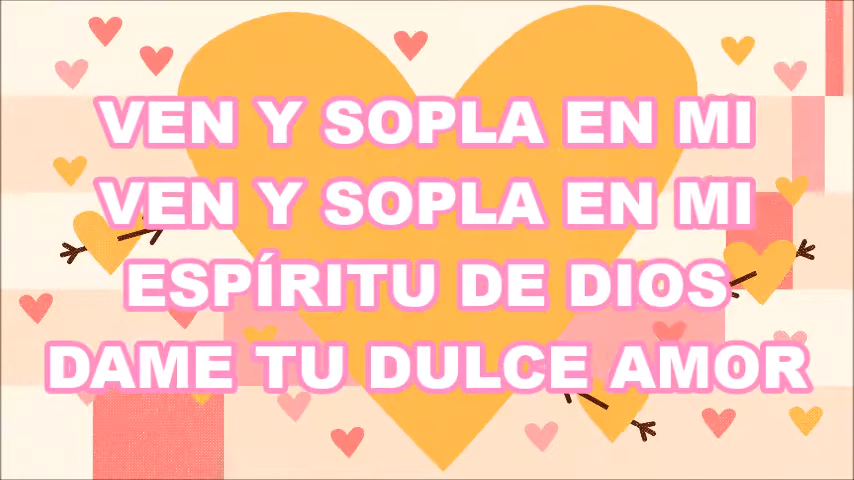 VEN Y SOPLA EN MI
VEN Y SOPLA EN MI
ESPÍRITU DE DIOS
DAME TU DULCE AMOR